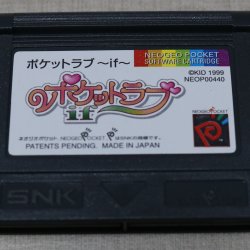 ポケットラブ ～if～
NEOGEO POCKET
SOFTWARE CARTRIDGE
©KID 1999
NEOP00440
ポケットラブ
if
PATENTS PENDING. MADE IN JAPAN
SNK